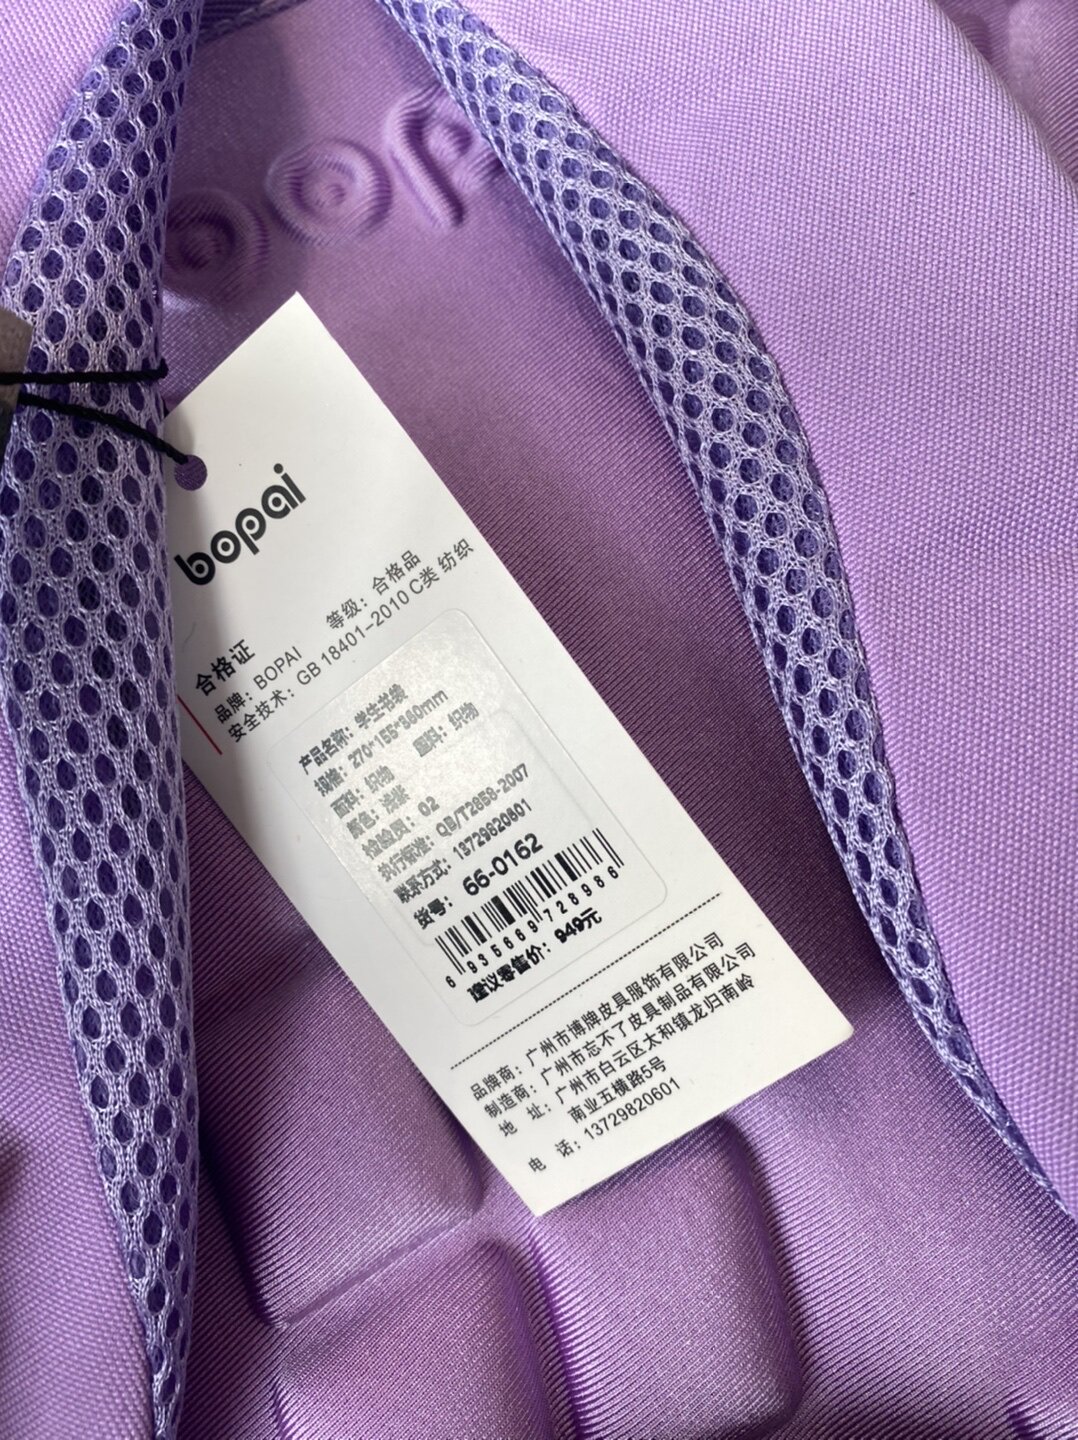 bopai
bopai
合格证
品牌：BOPAI 等级：合格品
安全技术：GB 18401-2010 C类 纺织
产品名称：学生书袋
规格：270*155*360mm
面料：织物 里料：织物
颜色：
检验员：02
执行标准：QB/T2858-2007
联系方式：13729820601
货号：66-0162
6 935669 728986
建议零售价：949元
品牌商：广州市博牌皮具服饰有限公司
制造商：广州市忘不了皮具制品有限公司
地 址：广州市白云区太和镇龙归南岭
南业五横路5号
电 话：13729820601